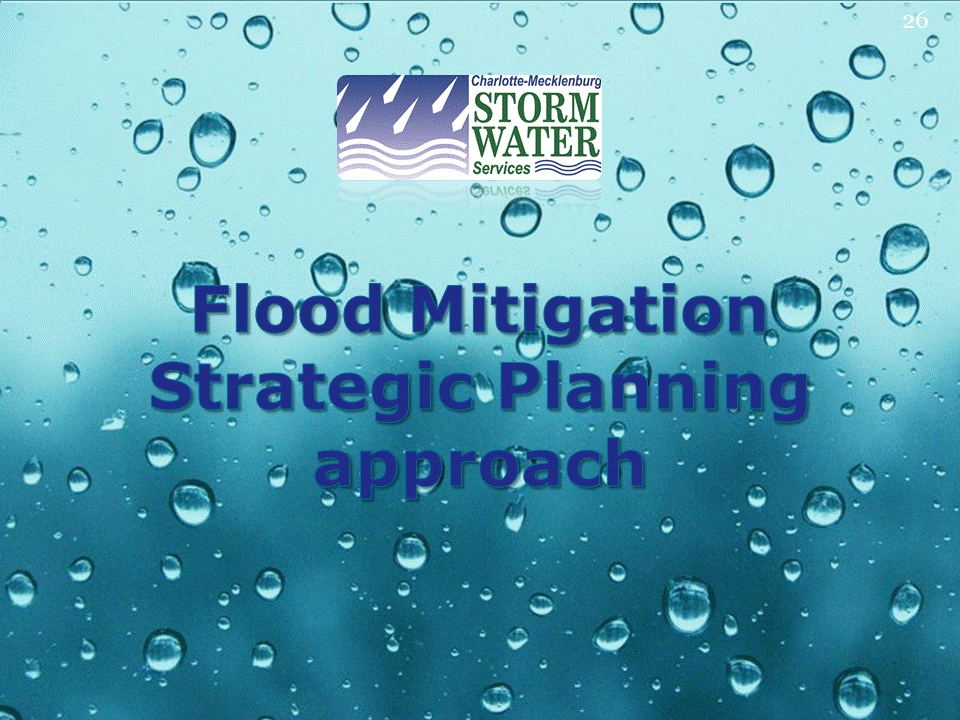 26
Charlotte-Mecklenburg
STORM
WATER
Services
Flood Mitigation
Strategic Planning
approach